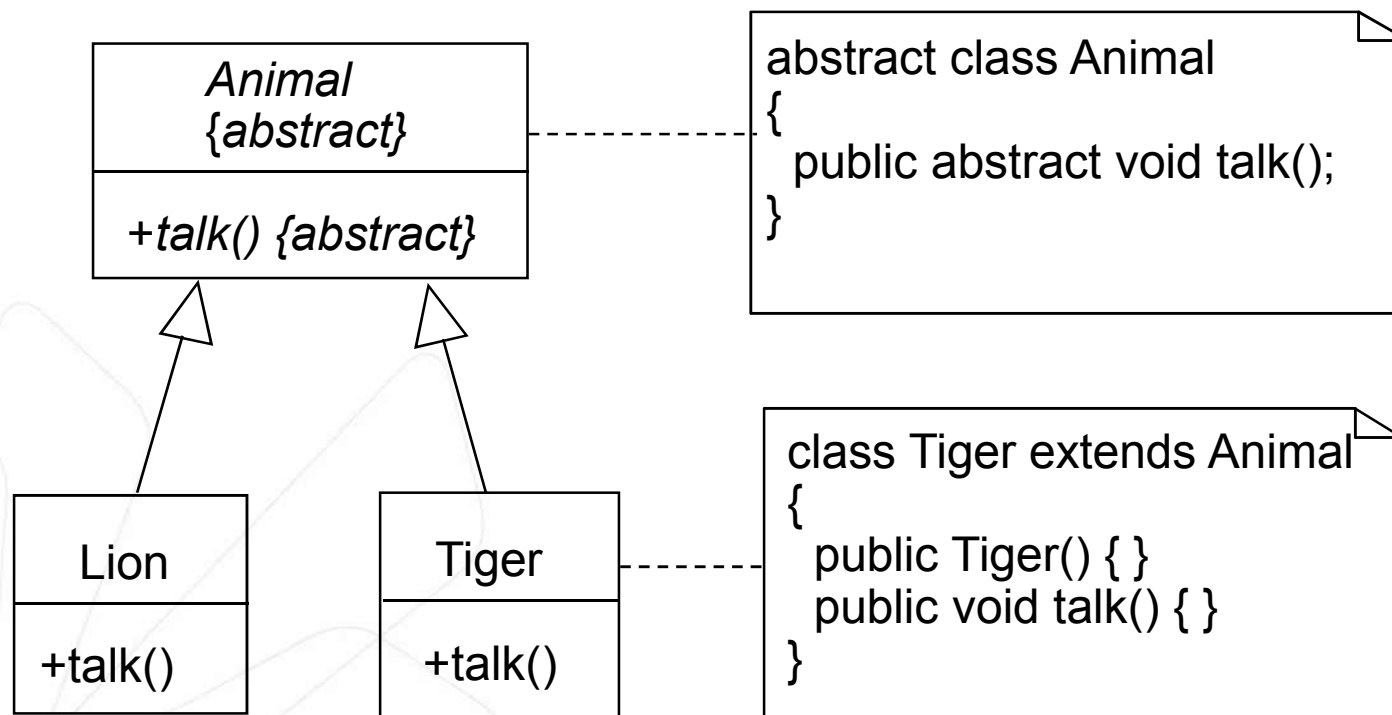 Animal
{abstract}
+talk() {abstract}
abstract class Animal
{
public abstract void talk();
}
Lion
+talk()
Tiger
+talk()
class Tiger extends Animal
{
public Tiger() { }
public void talk() { }
}